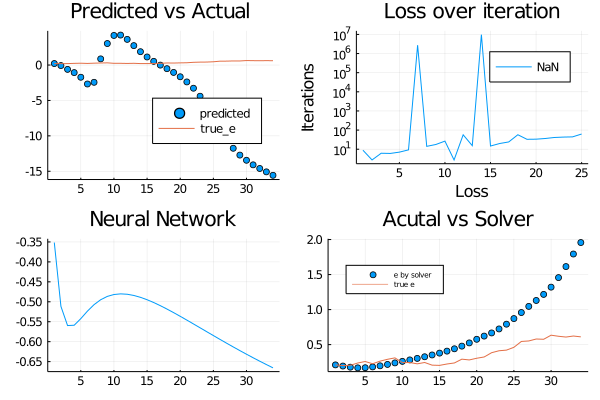 Predicted vs Actual
0
-5
-10
-15
5 10 15 20 25 30
predicted
true_e
Loss over iteration
Iterations
10^7
10^6
10^5
10^4
10^3
10^2
10^1
5 10 15 20 25
Loss
NaN
Neural Network
-0.35
-0.40
-0.45
-0.50
-0.55
-0.60
-0.65
5 10 15 20 25 30
Acutal vs Solver
2.0
1.5
1.0
0.5
5 10 15 20 25 30
e by solver
true e